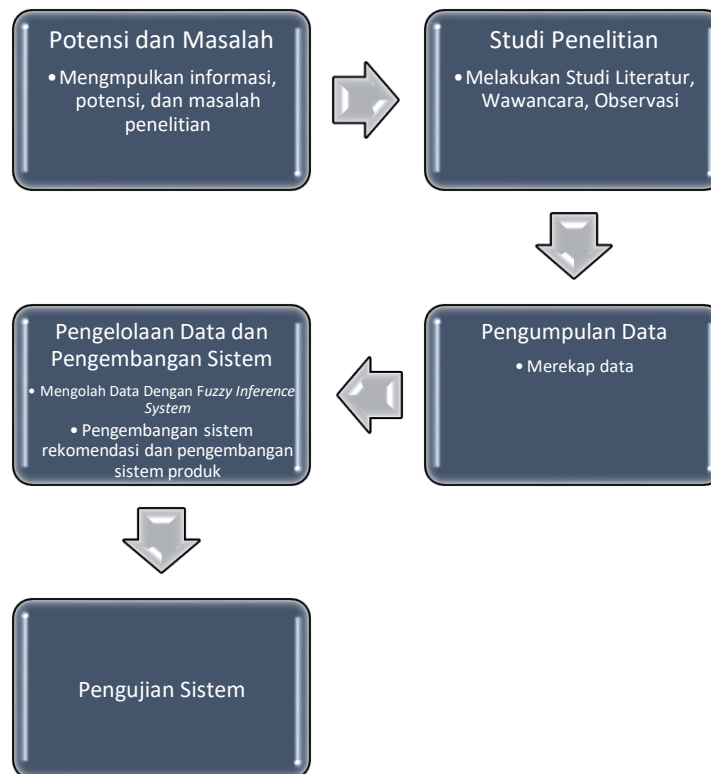 Potensi dan Masalah
•Mengmpulkan informasi,
potensi, dan masalah
penelitian
Studi Penelitian
•Melakukan Studi Literatur,
Wawancara, Observasi
Pengumpulan Data
•Merekap data
Pengelolaan Data dan
Pengembangan Sistem
• Mengolah Data Dengan Fuzzy Inference
System
•Pengembangan sistem
rekomendasi dan pengembangan
sistem produk
Pengujian Sistem